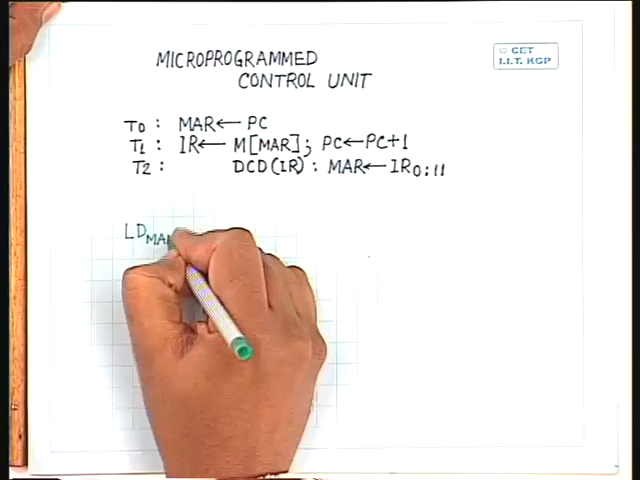 MICROPROGRAMMED
CONTROL UNIT
© CET
I.I.T. KGP
T0 : MAR ← PC
T1 : IR ← M[MAR] ; PC ← PC+1
T2 : DCD(IR) : MAR ← IR0:11
LDMAR